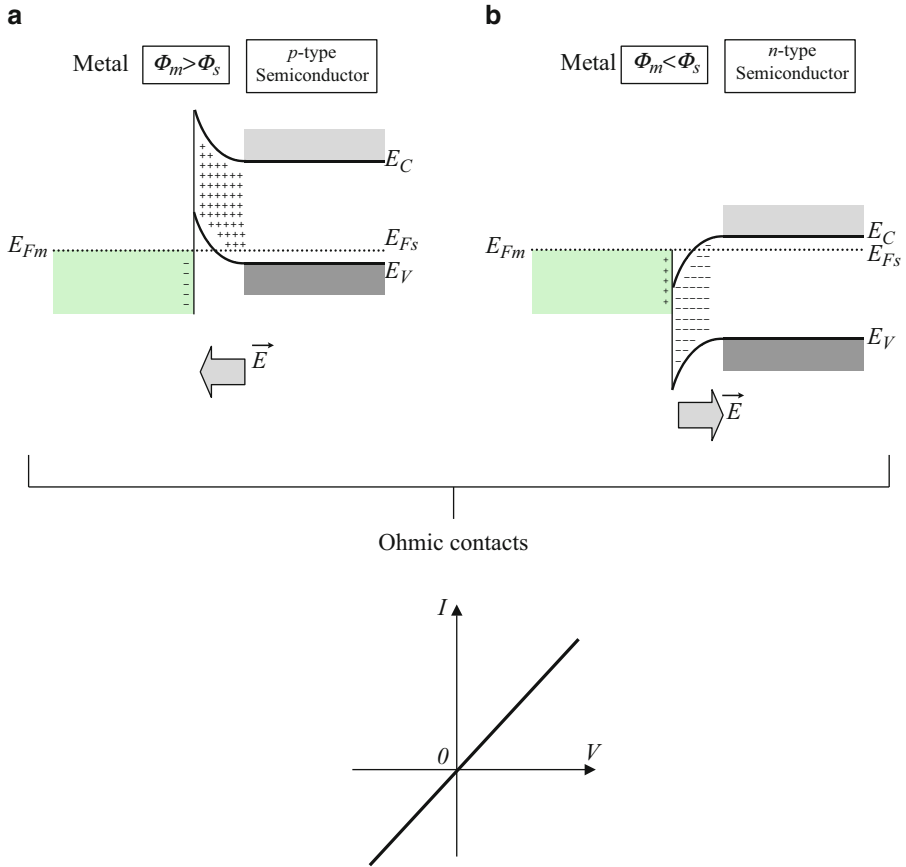 a
Metal Φm>Φs p-type Semiconductor
EC
EFm
EFs
EV
E
b
Metal Φm<Φs n-type Semiconductor
EFm
EC
EFs
EV
E
Ohmic contacts
I
0
V